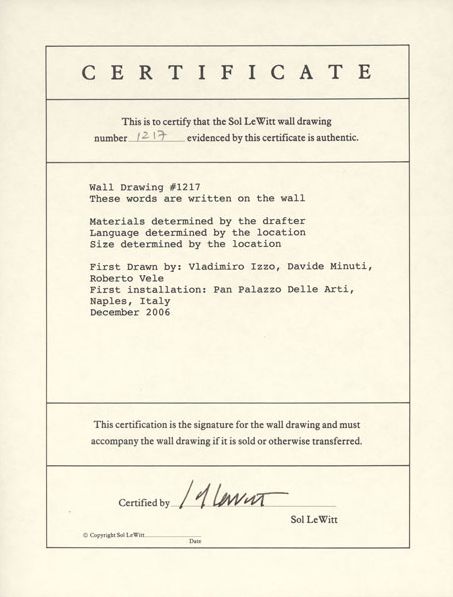 CERTIFICATE
This is to certify that the Sol LeWitt wall drawing
number 1217 evidenced by this certificate is authentic.
Wall Drawing #1217
These words are written on the wall
Materials determined by the drafter
Language determined by the location
Size determined by the location
First Drawn by: Vladimiro Izzo, Davide Minuti,
Roberto Vele
First installation: Pan Palazzo Delle Arti,
Naples, Italy
December 2006
This certification is the signature for the wall drawing and must
accompany the wall drawing if it is sold or otherwise transferred.
Certified by Sol LeWitt
Sol LeWitt
© Copyright Sol LeWitt
Date